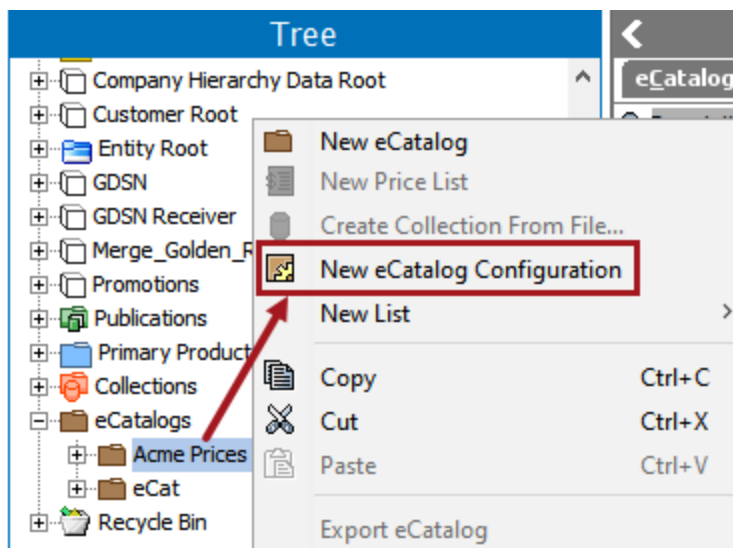 Tree
Company Hierarchy Data Root
Customer Root
Entity Root
GDSN
GDSN Receiver
Merge_Golden_R
Promotions
Publications
Primary Product
Collections
eCatalogs
Acme Prices
eCat
Recycle Bin
eCatalog
New eCatalog
New Price List
Create Collection From File...
New eCatalog Configuration
New List
Copy Ctrl+C
Cut Ctrl+X
Paste Ctrl+V
Export eCatalog